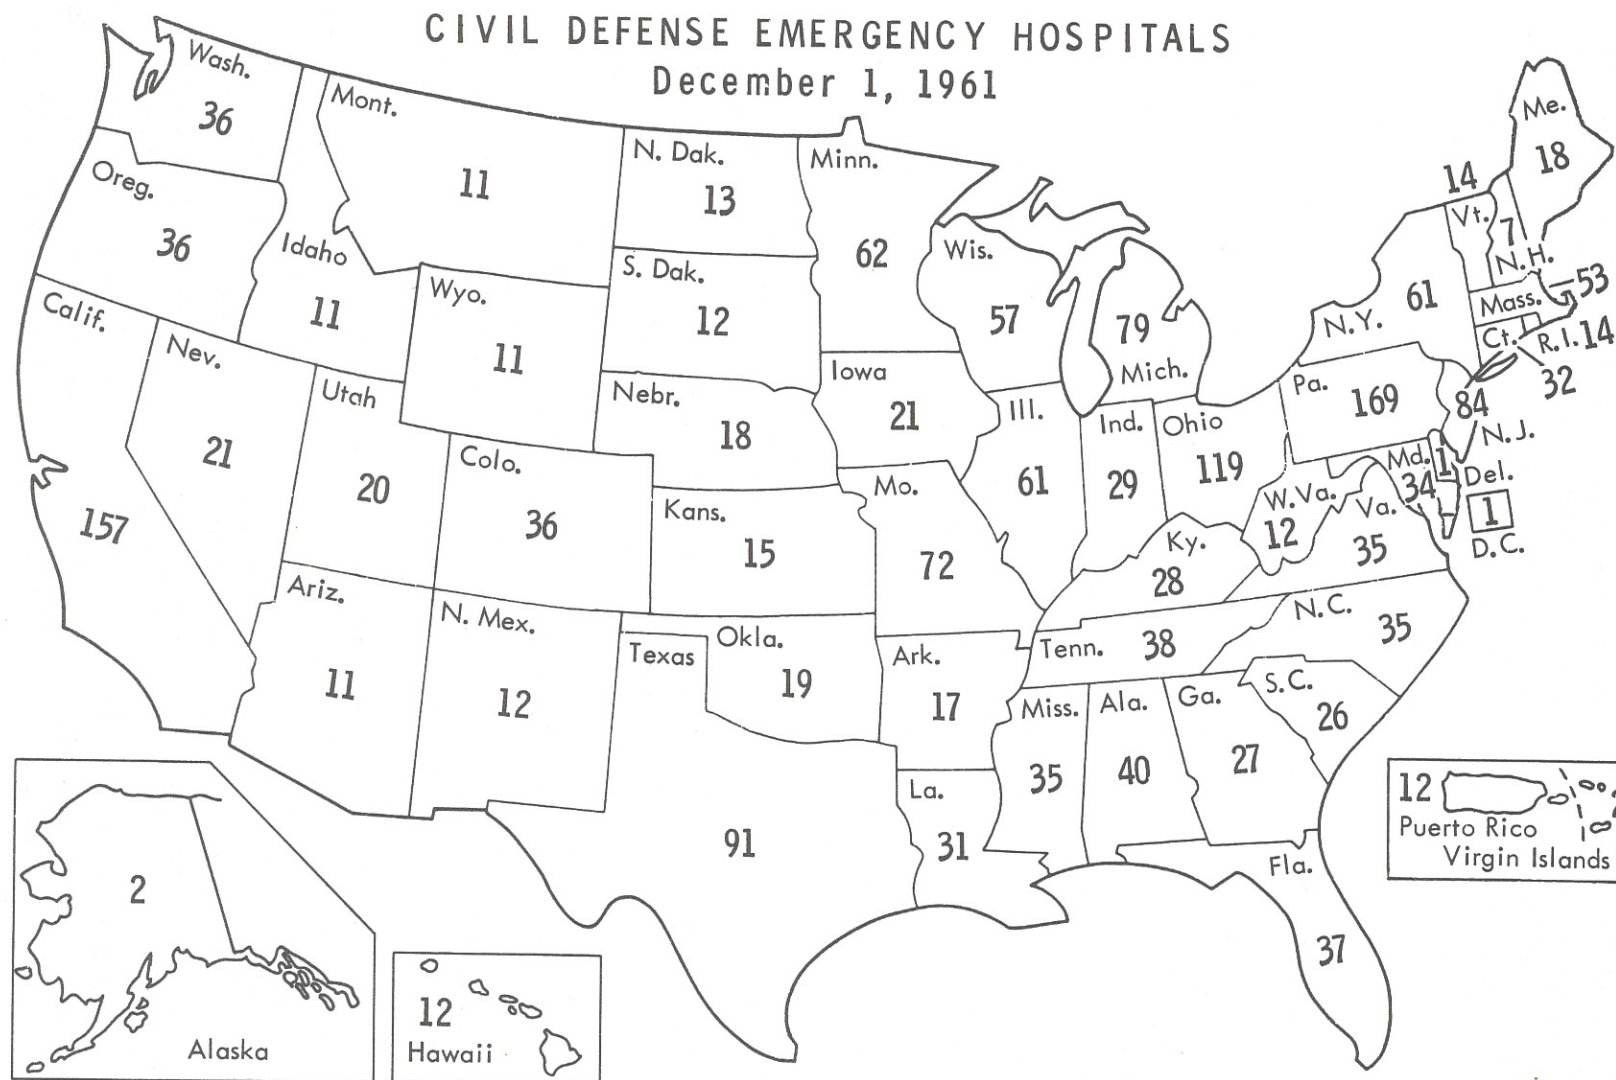 CIVIL DEFENSE EMERGENCY HOSPITALS
December 1, 1961
Wash.
36
Mont.
11
N. Dak.
13
Minn.
62
Me.
18
14
Vt.
7
N.H.
Oreg.
36
Idaho
11
S. Dak.
12
Wis.
57
79
Mich.
61
N.Y.
Mass.
53
Ct.
R.I. 14
32
Calif.
157
Nev.
21
Utah
20
Wyo.
11
Nebr.
18
Iowa
21
Ill.
61
Ind.
29
Ohio
119
Pa.
169
84
N.J.
Md.
34
1
Del.
1
D.C.
Colo.
36
Kans.
15
Mo.
72
Ky.
28
W.Va.
12
Va.
35
Ariz.
11
N. Mex.
12
Texas
91
Okla.
19
Ark.
17
Tenn. 38
N.C.
35
S.C.
26
Miss.
35
Ala.
40
Ga.
27
La.
31
Fla.
37
2
Alaska
12
Hawaii
12
Puerto Rico
Virgin Islands